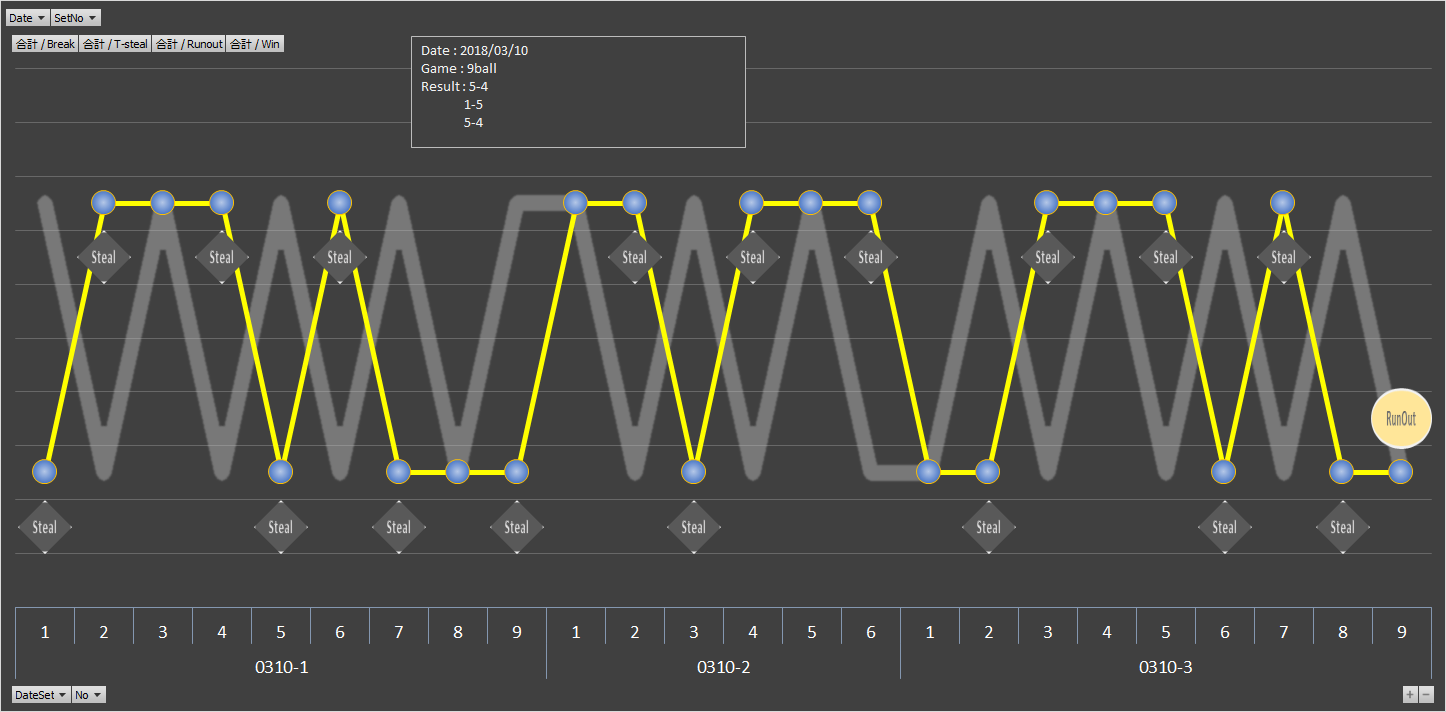 Date SetNo
合計 / Break 合計 / T-steal 合計 / Runout 合計 / Win
Date : 2018/03/10
Game : 9ball
Result : 5-4
1-5
5-4
Steal Steal Steal Steal Steal Steal Steal Steal Steal
RunOut
Steal Steal Steal Steal Steal Steal Steal Steal
1 2 3 4 5 6 7 8 9 1 2 3 4 5 6 1 2 3 4 5 6 7 8 9
0310-1 0310-2 0310-3
DateSet No + −